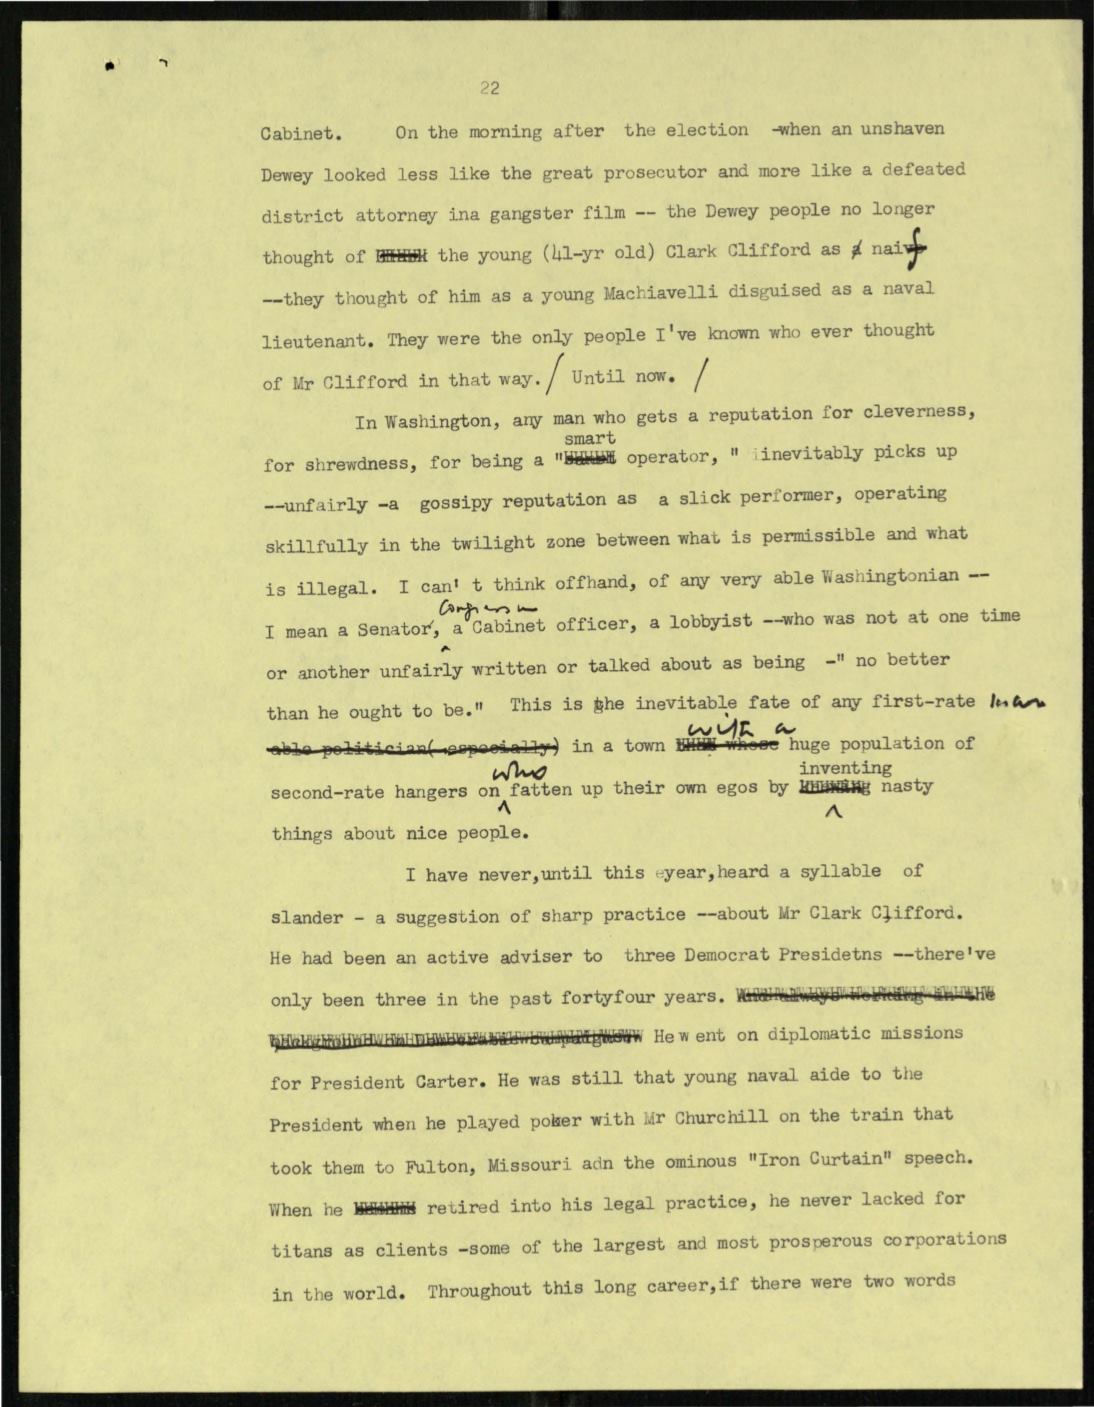 22
Cabinet. On the morning after the election -when an unshaven
Dewey looked less like the great prosecutor and more like a defeated
district attorney ina gangster film -- the Dewey people no longer
thought of the young (41-yr old) Clark Clifford as naif
--they thought of him as a young Machiavelli disguised as a naval
lieutenant. They were the only people I've known who ever thought
of Mr Clifford in that way./ Until now. /
In Washington, any man who gets a reputation for cleverness,
smart
for shrewdness, for being a " operator, " inevitably picks up
--unfairly -a gossipy reputation as a slick performer, operating
skillfully in the twilight zone between what is permissible and what
is illegal. I can' t think offhand, of any very able Washingtonian --
Congressman
I mean a Senator, a Cabinet officer, a lobbyist --who was not at one time
or another unfairly written or talked about as being -" no better
than he ought to be." This is the inevitable fate of any first-rate man
with a
able politician( especially) in a town whose huge population of
who inventing
second-rate hangers on fatten up their own egos by nasty
things about nice people.
I have never,until this eyear,heard a syllable of
slander - a suggestion of sharp practice --about Mr Clark Clifford.
He had been an active adviser to three Democrat Presidetns --there've
only been three in the past fortyfour years. And always working in the
He w ent on diplomatic missions
for President Carter. He was still that young naval aide to the
President when he played poker with Mr Churchill on the train that
took them to Fulton, Missouri adn the ominous "Iron Curtain" speech.
When he retired into his legal practice, he never lacked for
titans as clients -some of the largest and most prosperous corporations
in the world. Throughout this long career,if there were two words